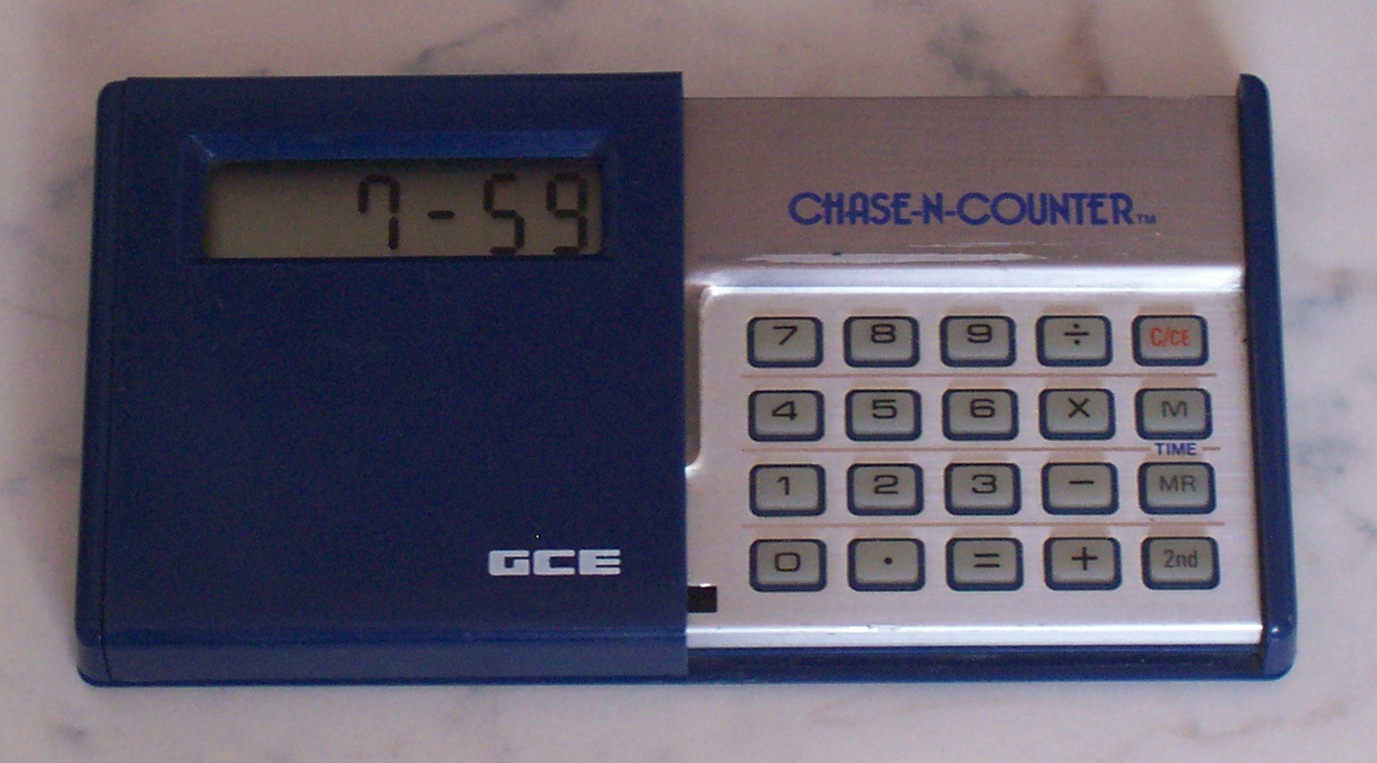 7-59
CHASE-N-COUNTER™
7 8 9 ÷ C/CE
4 5 6 X M
TIME
1 2 3 − MR
0 . = + 2nd
GCE